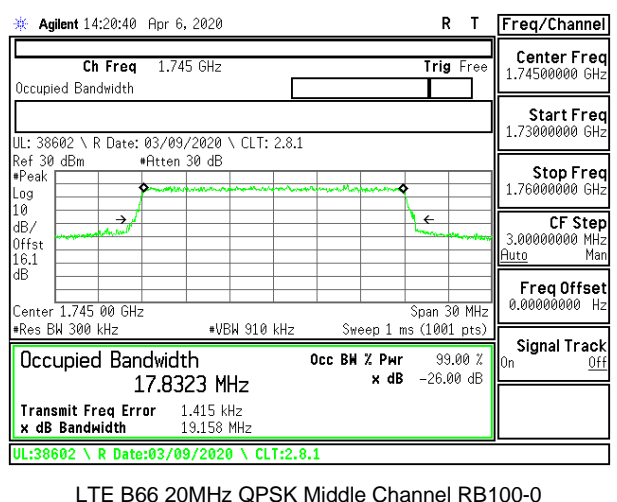 Agilent 14:20:40 Apr 6, 2020 R T
Ch Freq 1.745 GHz Trig Free
Occupied Bandwidth
UL: 38602 \ R Date: 03/09/2020 \ CLT: 2.8.1
Ref 30 dBm #Atten 30 dB
#Peak
Log
10
dB/
Offst
16.1
dB
Center 1.745 00 GHz Span 30 MHz
#Res BW 300 kHz #VBW 910 kHz Sweep 1 ms (1001 pts)
Occupied Bandwidth Occ BW % Pwr 99.00 %
17.8323 MHz x dB -26.00 dB
Transmit Freq Error 1.415 kHz
x dB Bandwidth 19.158 MHz
UL:38602 \ R Date:03/09/2020 \ CLT:2.8.1
Freq/Channel
Center Freq
1.74500000 GHz
Start Freq
1.73000000 GHz
Stop Freq
1.76000000 GHz
CF Step
3.00000000 MHz
Auto Man
Freq Offset
0.00000000 Hz
Signal Track
On Off
LTE B66 20MHz QPSK Middle Channel RB100-0